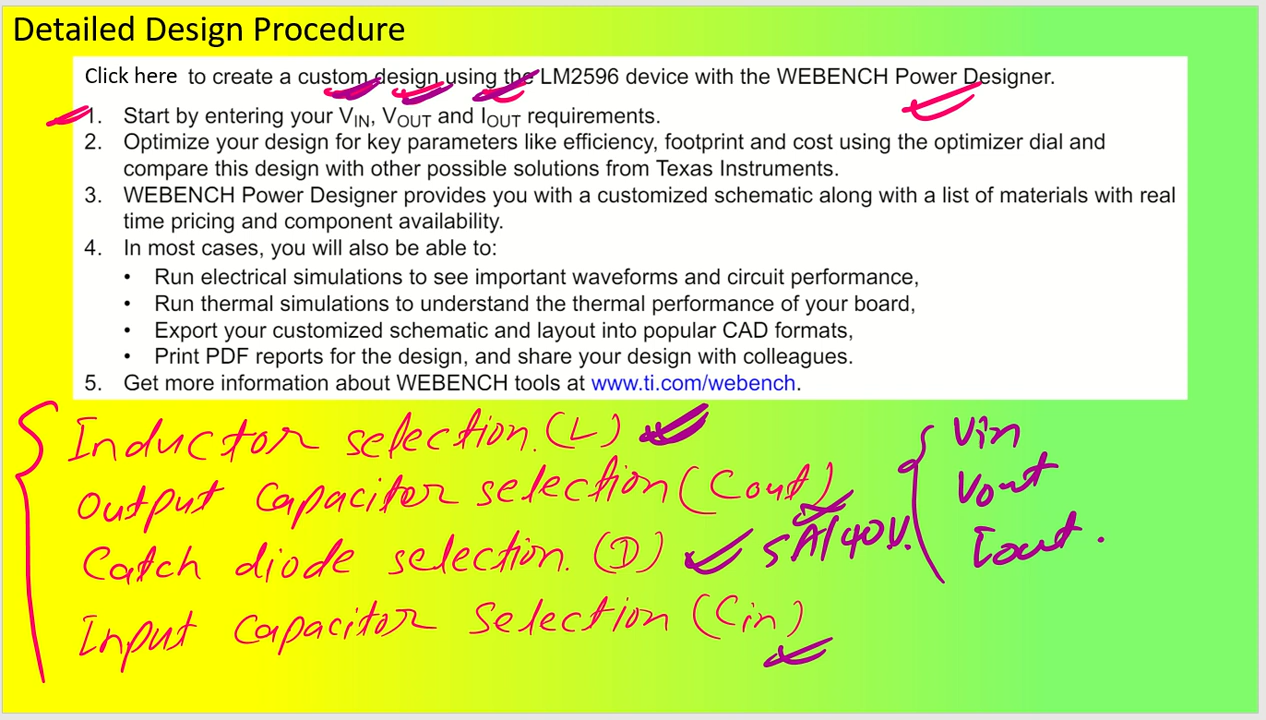 Detailed Design Procedure
Click here to create a custom design using the LM2596 device with the WEBENCH Power Designer.
1. Start by entering your VIN, VOUT and IOUT requirements.
2. Optimize your design for key parameters like efficiency, footprint and cost using the optimizer dial and
compare this design with other possible solutions from Texas Instruments.
3. WEBENCH Power Designer provides you with a customized schematic along with a list of materials with real
time pricing and component availability.
4. In most cases, you will also be able to:
• Run electrical simulations to see important waveforms and circuit performance,
• Run thermal simulations to understand the thermal performance of your board,
• Export your customized schematic and layout into popular CAD formats,
• Print PDF reports for the design, and share your design with colleagues.
5. Get more information about WEBENCH tools at www.ti.com/webench.
Inductor selection.(L)
Output Capacitor selection (Cout)
Catch diode selection. (D) 5A/40V.
Input Capacitor Selection (Cin)
Vin
Vout
Iout.